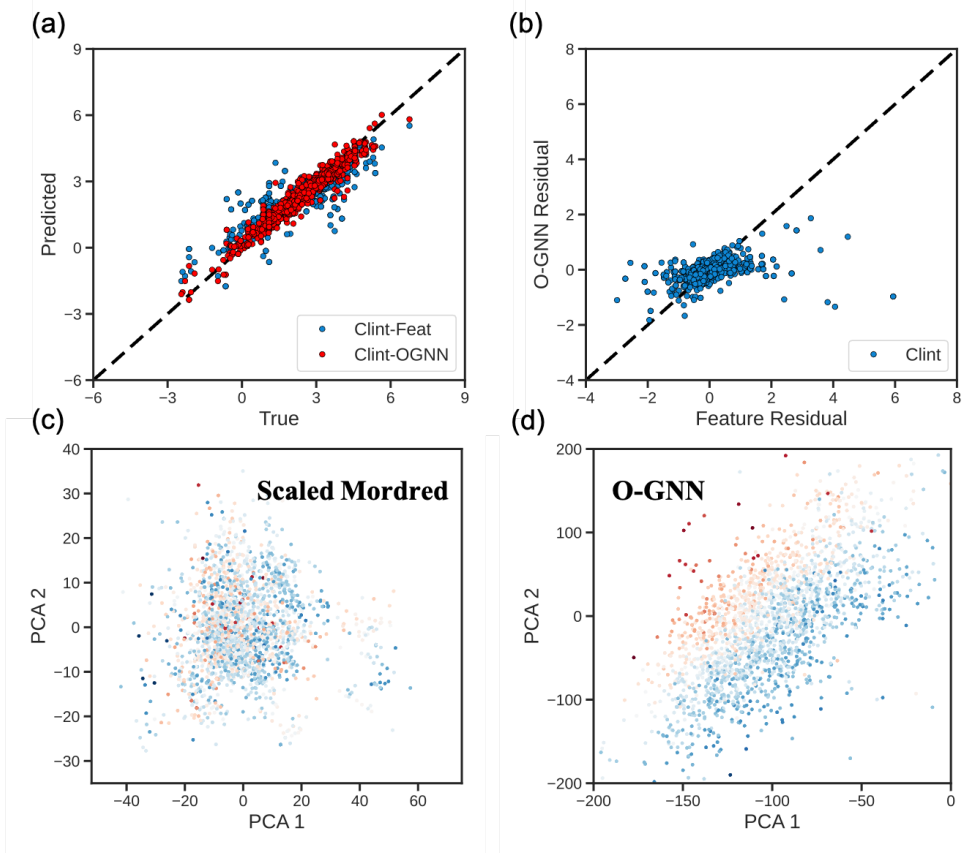 (a)
9
6
3
0
−3
−6
−6
−3
0
3
6
9
Predicted
True
Clint-Feat
Clint-OGNN
(b)
8
6
4
2
0
−2
−4
−4
−2
0
2
4
6
8
O-GNN Residual
Feature Residual
Clint
(c)
40
30
20
10
0
−10
−20
−30
−40
−20
0
20
40
60
PCA 2
PCA 1
Scaled Mordred
(d)
200
100
0
−100
−200
−200
−150
−100
−50
0
PCA 2
PCA 1
O-GNN